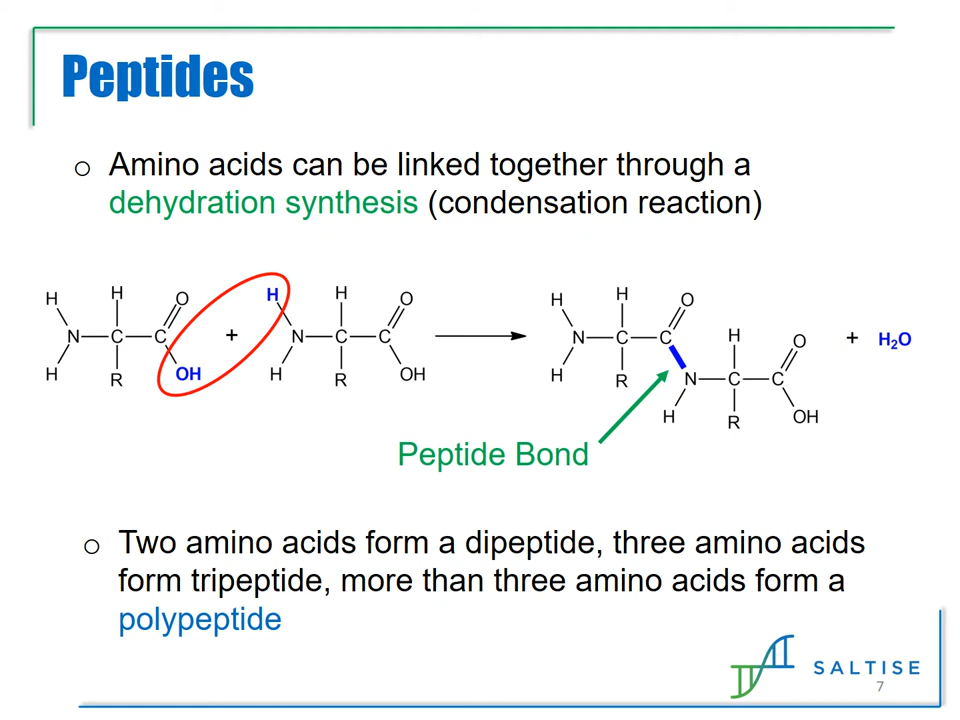 Peptides
o Amino acids can be linked together through a
dehydration synthesis (condensation reaction)
H H O H H O H H O
N C C + N C C N C C H O + H₂O
H R OH H R OH H R N C C
H R OH
Peptide Bond
o Two amino acids form a dipeptide, three amino acids
form tripeptide, more than three amino acids form a
polypeptide
SALTISE
7